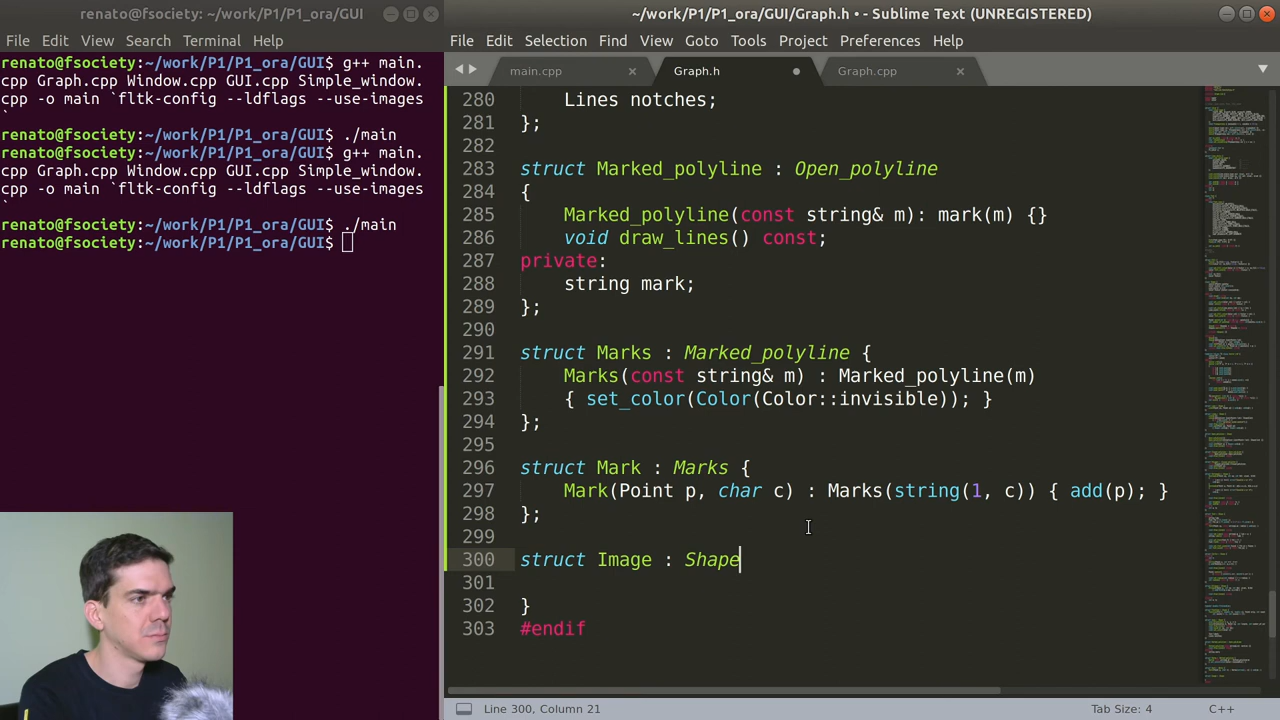 renato@fsociety: ~/work/P1/P1_ora/GUI
File Edit View Search Terminal Help
renato@fsociety:~/work/P1/P1_ora/GUI$ g++ main.
cpp Graph.cpp Window.cpp GUI.cpp Simple_window.
cpp -o main `fltk-config --ldflags --use-images
`
renato@fsociety:~/work/P1/P1_ora/GUI$ ./main
renato@fsociety:~/work/P1/P1_ora/GUI$ g++ main.
cpp Graph.cpp Window.cpp GUI.cpp Simple_window.
cpp -o main `fltk-config --ldflags --use-images
`
renato@fsociety:~/work/P1/P1_ora/GUI$ ./main
renato@fsociety:~/work/P1/P1_ora/GUI$
~/work/P1/P1_ora/GUI/Graph.h • - Sublime Text (UNREGISTERED)
File Edit Selection Find View Goto Tools Project Preferences Help
main.cpp Graph.h Graph.cpp
280 Lines notches;
281 };
282
283 struct Marked_polyline : Open_polyline
284 {
285 Marked_polyline(const string& m): mark(m) {}
286 void draw_lines() const;
287 private:
288 string mark;
289 };
290
291 struct Marks : Marked_polyline {
292 Marks(const string& m) : Marked_polyline(m)
293 { set_color(Color(Color::invisible)); }
294 };
295
296 struct Mark : Marks {
297 Mark(Point p, char c) : Marks(string(1, c)) { add(p); }
298 };
299
300 struct Image : Shape
301
302 }
303 #endif
Line 300, Column 21
Tab Size: 4
C++